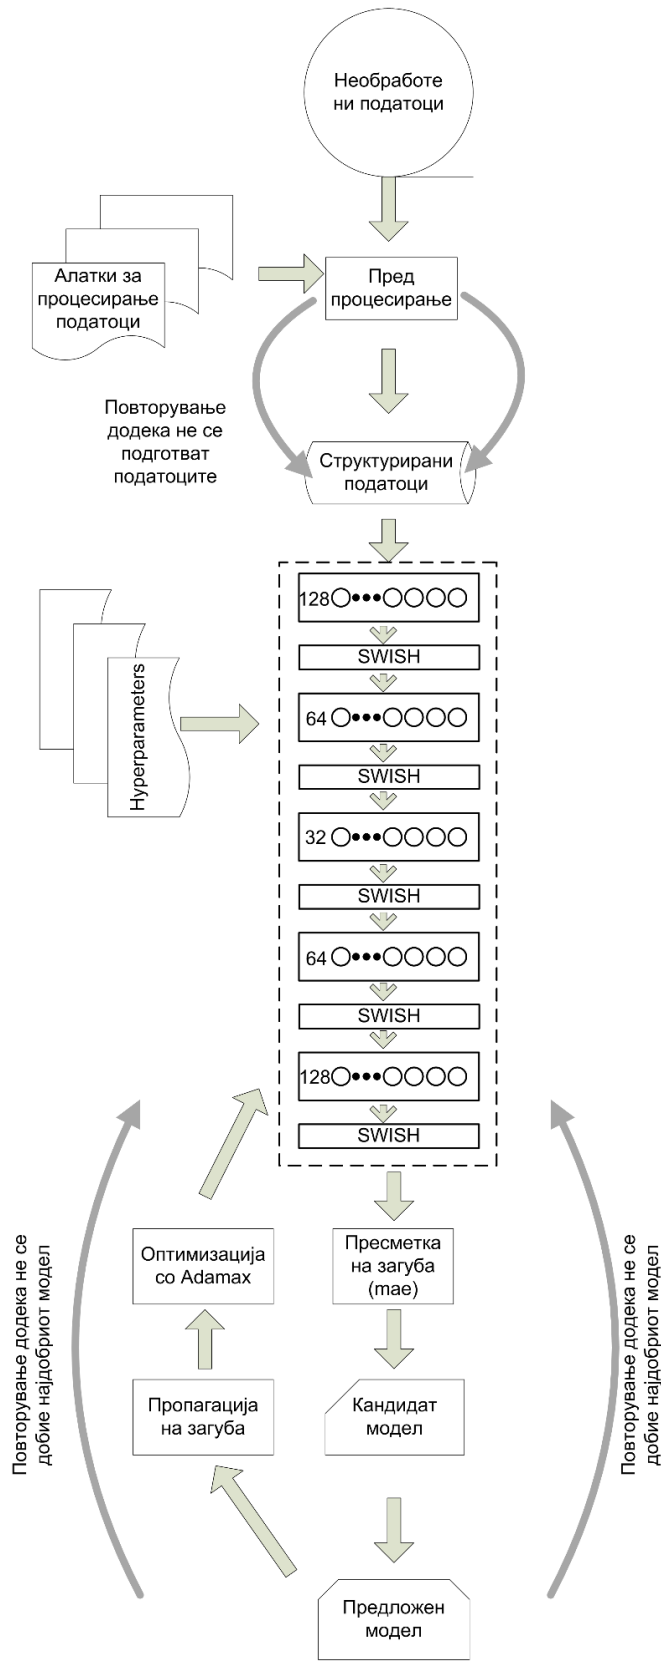 Необработе
ни податоци
Алатки за
процесирање
податоци
Пред
процесирање
Повторување
додека не се
подготват
податоците
Структурирани
податоци
128
SWISH
Hyperparameters
64
SWISH
32
SWISH
64
SWISH
128
SWISH
Оптимизација
со Adamax
Пресметка
на загуба
(mae)
Повторување додека не се
добие најдобриот модел
Повторување додека не се
добие најдобриот модел
Пропагација
на загуба
Кандидат
модел
Предложен
модел